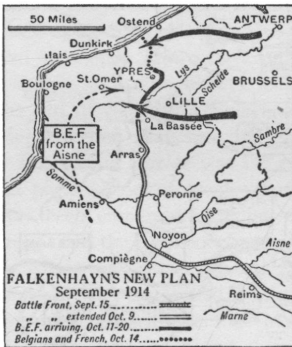 50 Miles
Ostend
ANTWERP
Dunkirk
alais
YPRES
Lys
Schelde
BRUSSELS
St.Omer
Boulogne
LILLE
La Bassée
B.E.F
from the
Aisne
Sambre
Arras
Somme
Amiens
Peronne
Oise
Noyon
Aisne
Compiègne
FALKENHAYN'S NEW PLAN
September 1914
Reims
Battle Front, Sept. 15
" " extended Oct. 9
B.E.F. arriving, Oct. 11-20
Marne
Belgians and French, Oct. 14